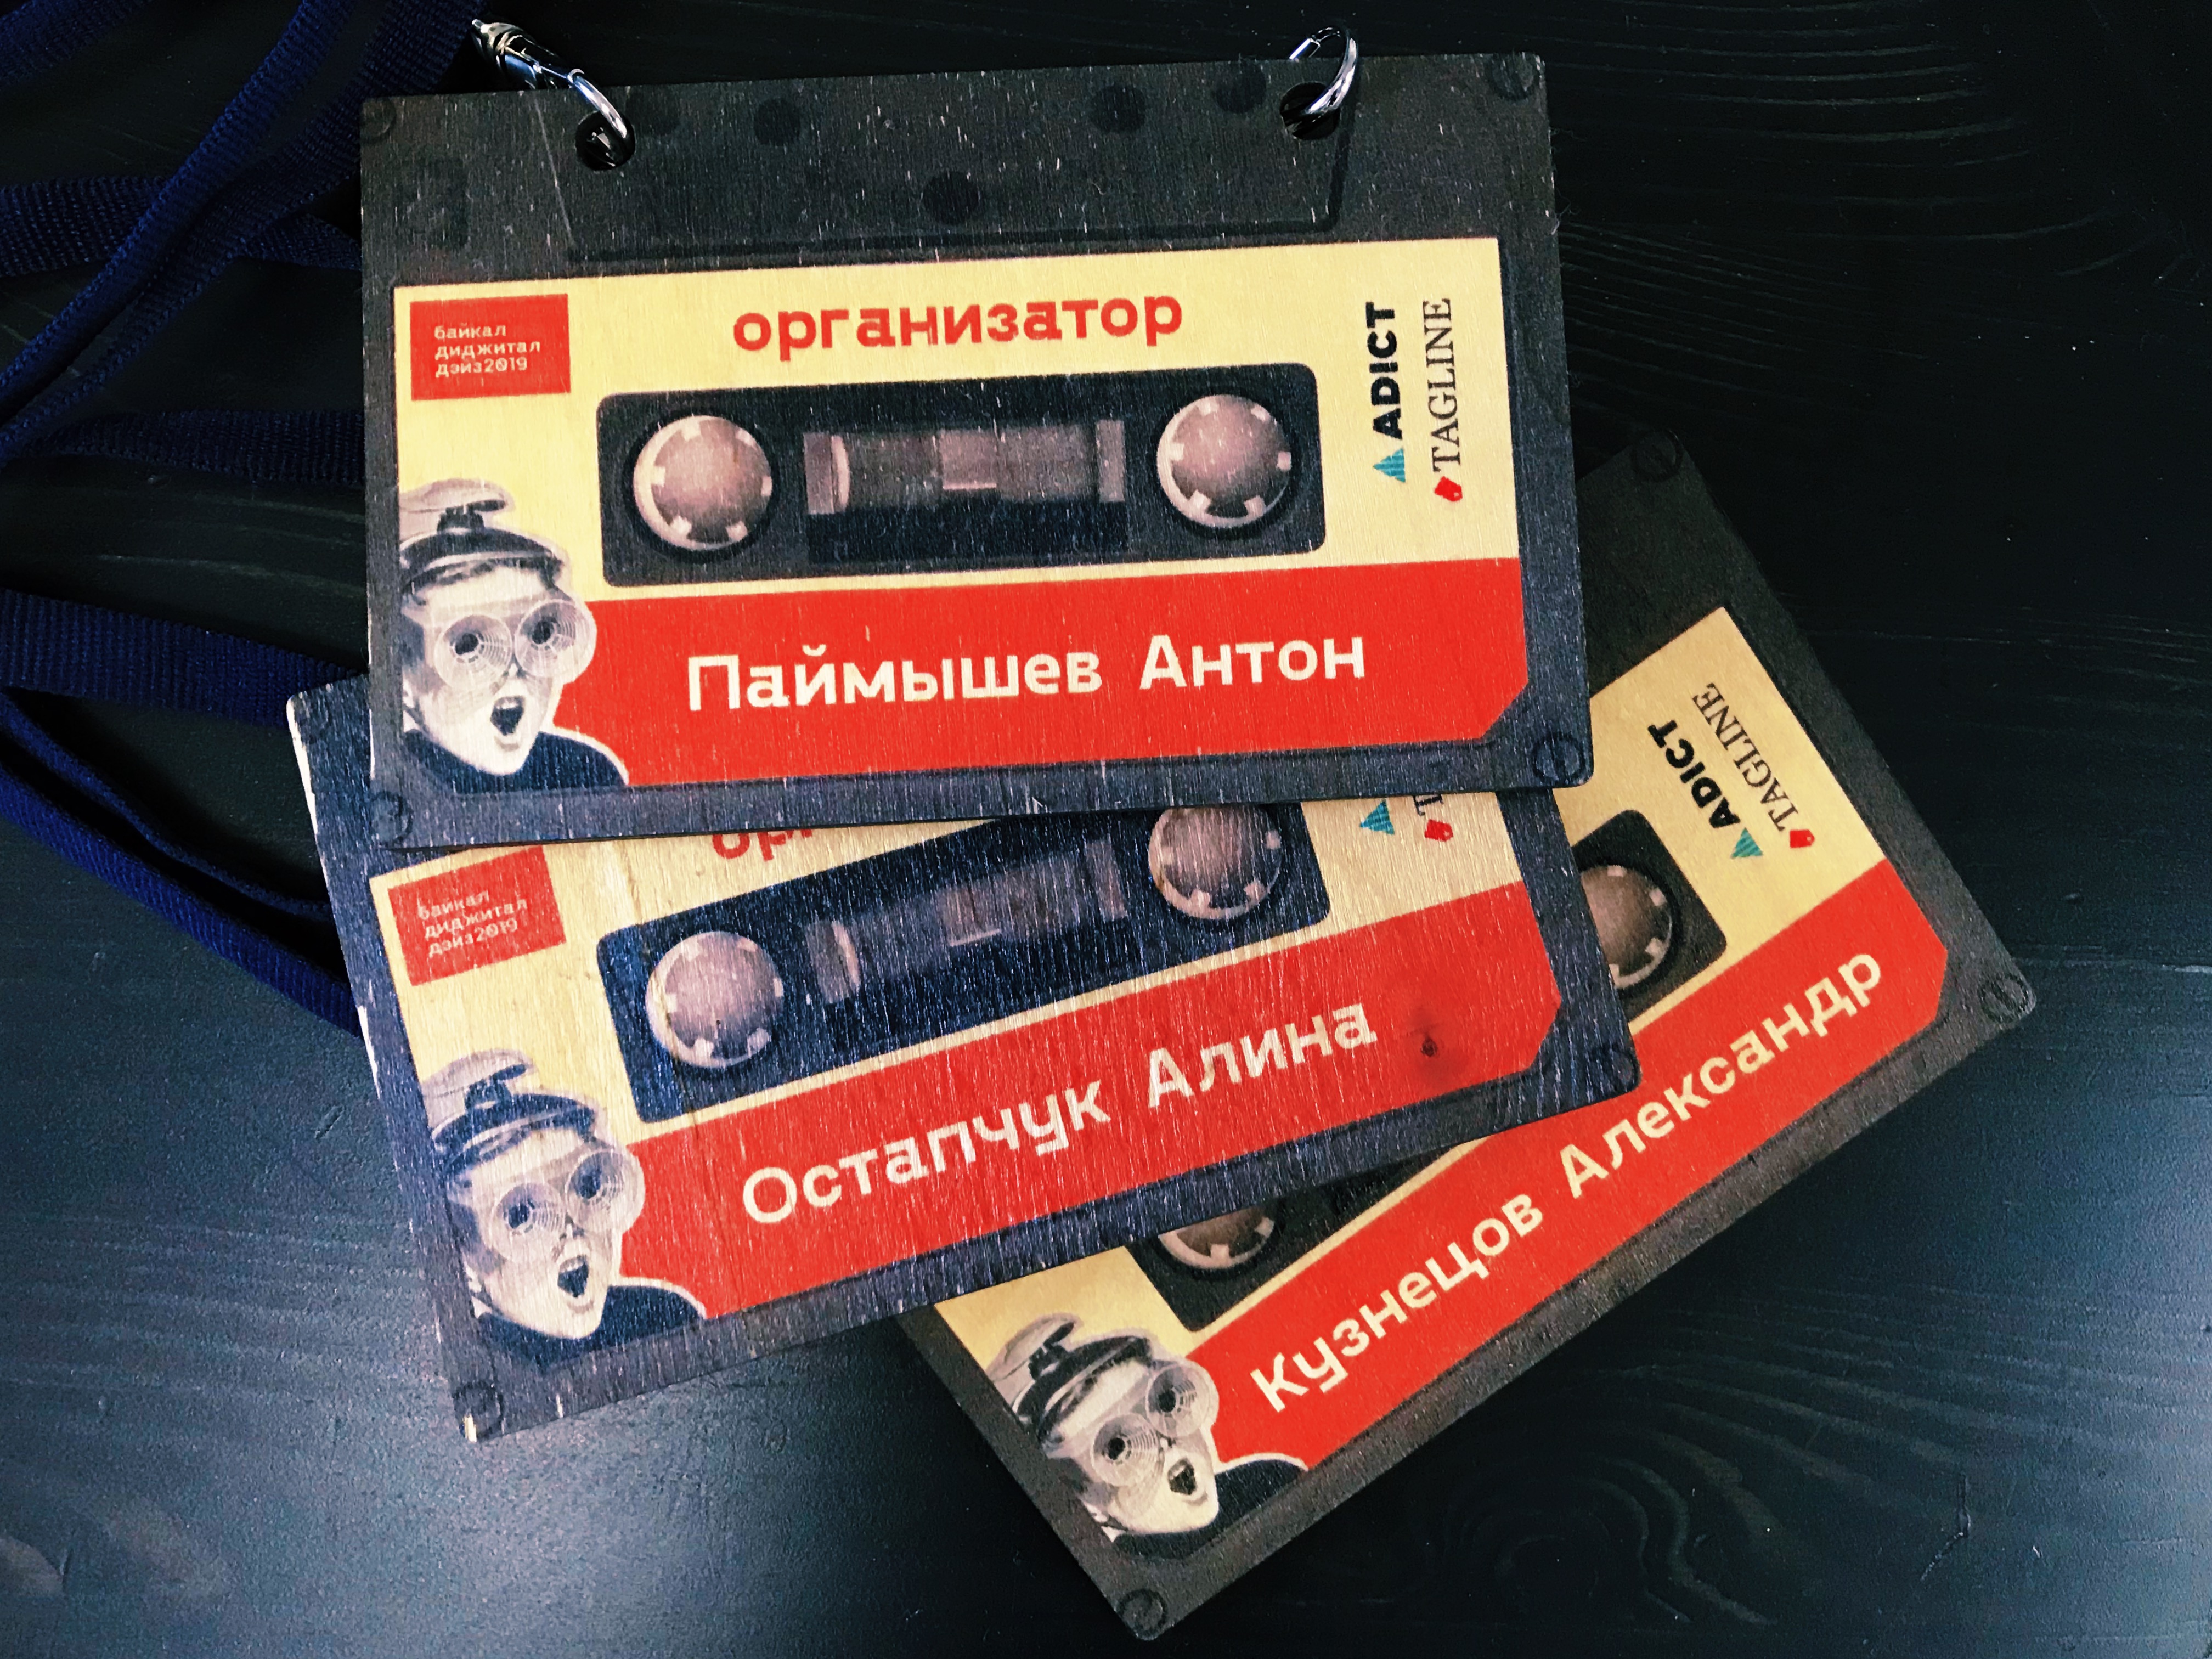 байкал
диджитал
дэйз2019
организатор
ADICT
TAGLINE
Паймышев Антон
байкал
диджитал
дэйз2019
Остапчук Алина
ADICT
TAGLINE
Кузнецов Александр